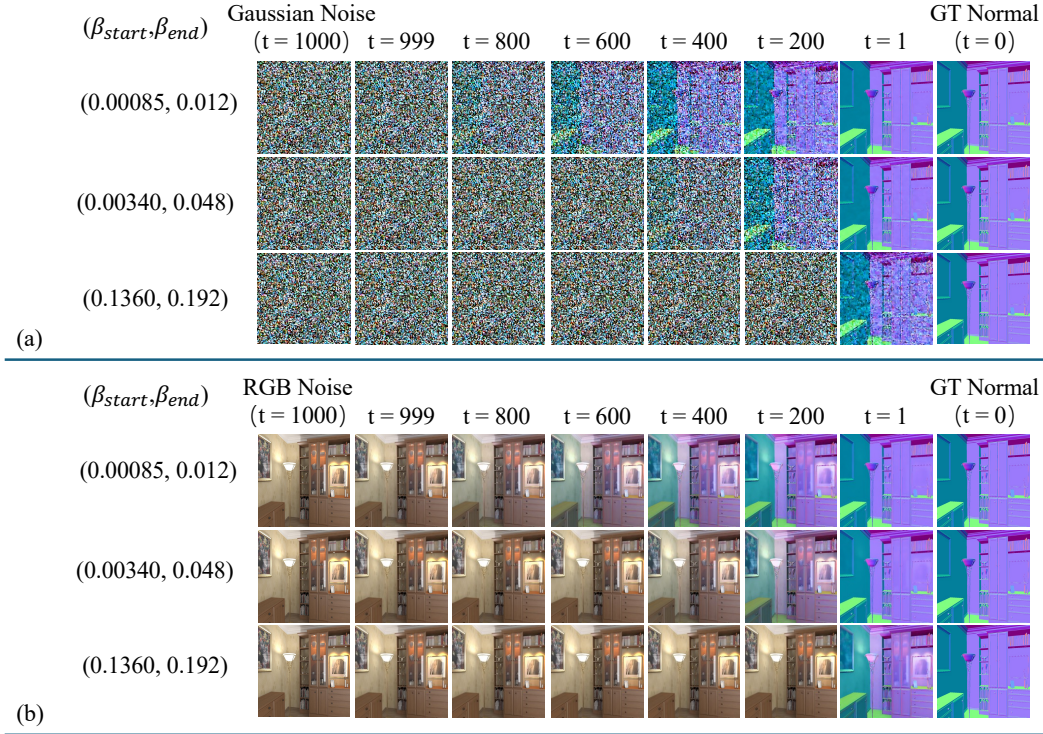 (β_start,β_end) Gaussian Noise (t = 1000) t = 999 t = 800 t = 600 t = 400 t = 200 t = 1 GT Normal (t = 0)
(0.00085, 0.012)
(0.00340, 0.048)
(0.1360, 0.192)
(a)
(β_start,β_end) RGB Noise (t = 1000) t = 999 t = 800 t = 600 t = 400 t = 200 t = 1 GT Normal (t = 0)
(0.00085, 0.012)
(0.00340, 0.048)
(0.1360, 0.192)
(b)